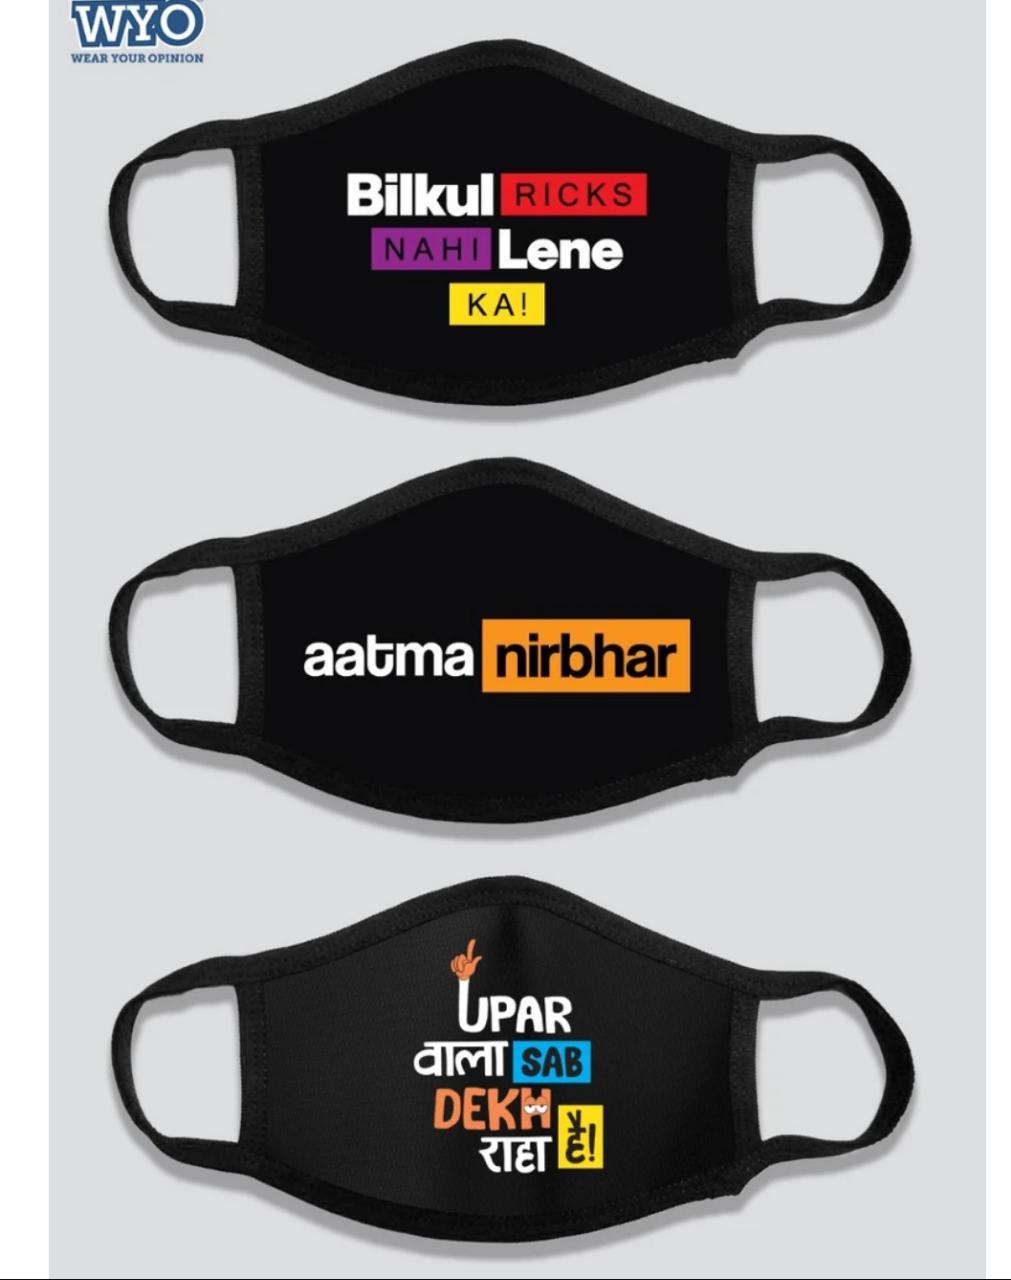 WYO
WEAR YOUR OPINION
Bilkul RICKS
NAHI Lene
KA!
aatma nirbhar
UPAR
वाला SAB
DEKH
राहा है!